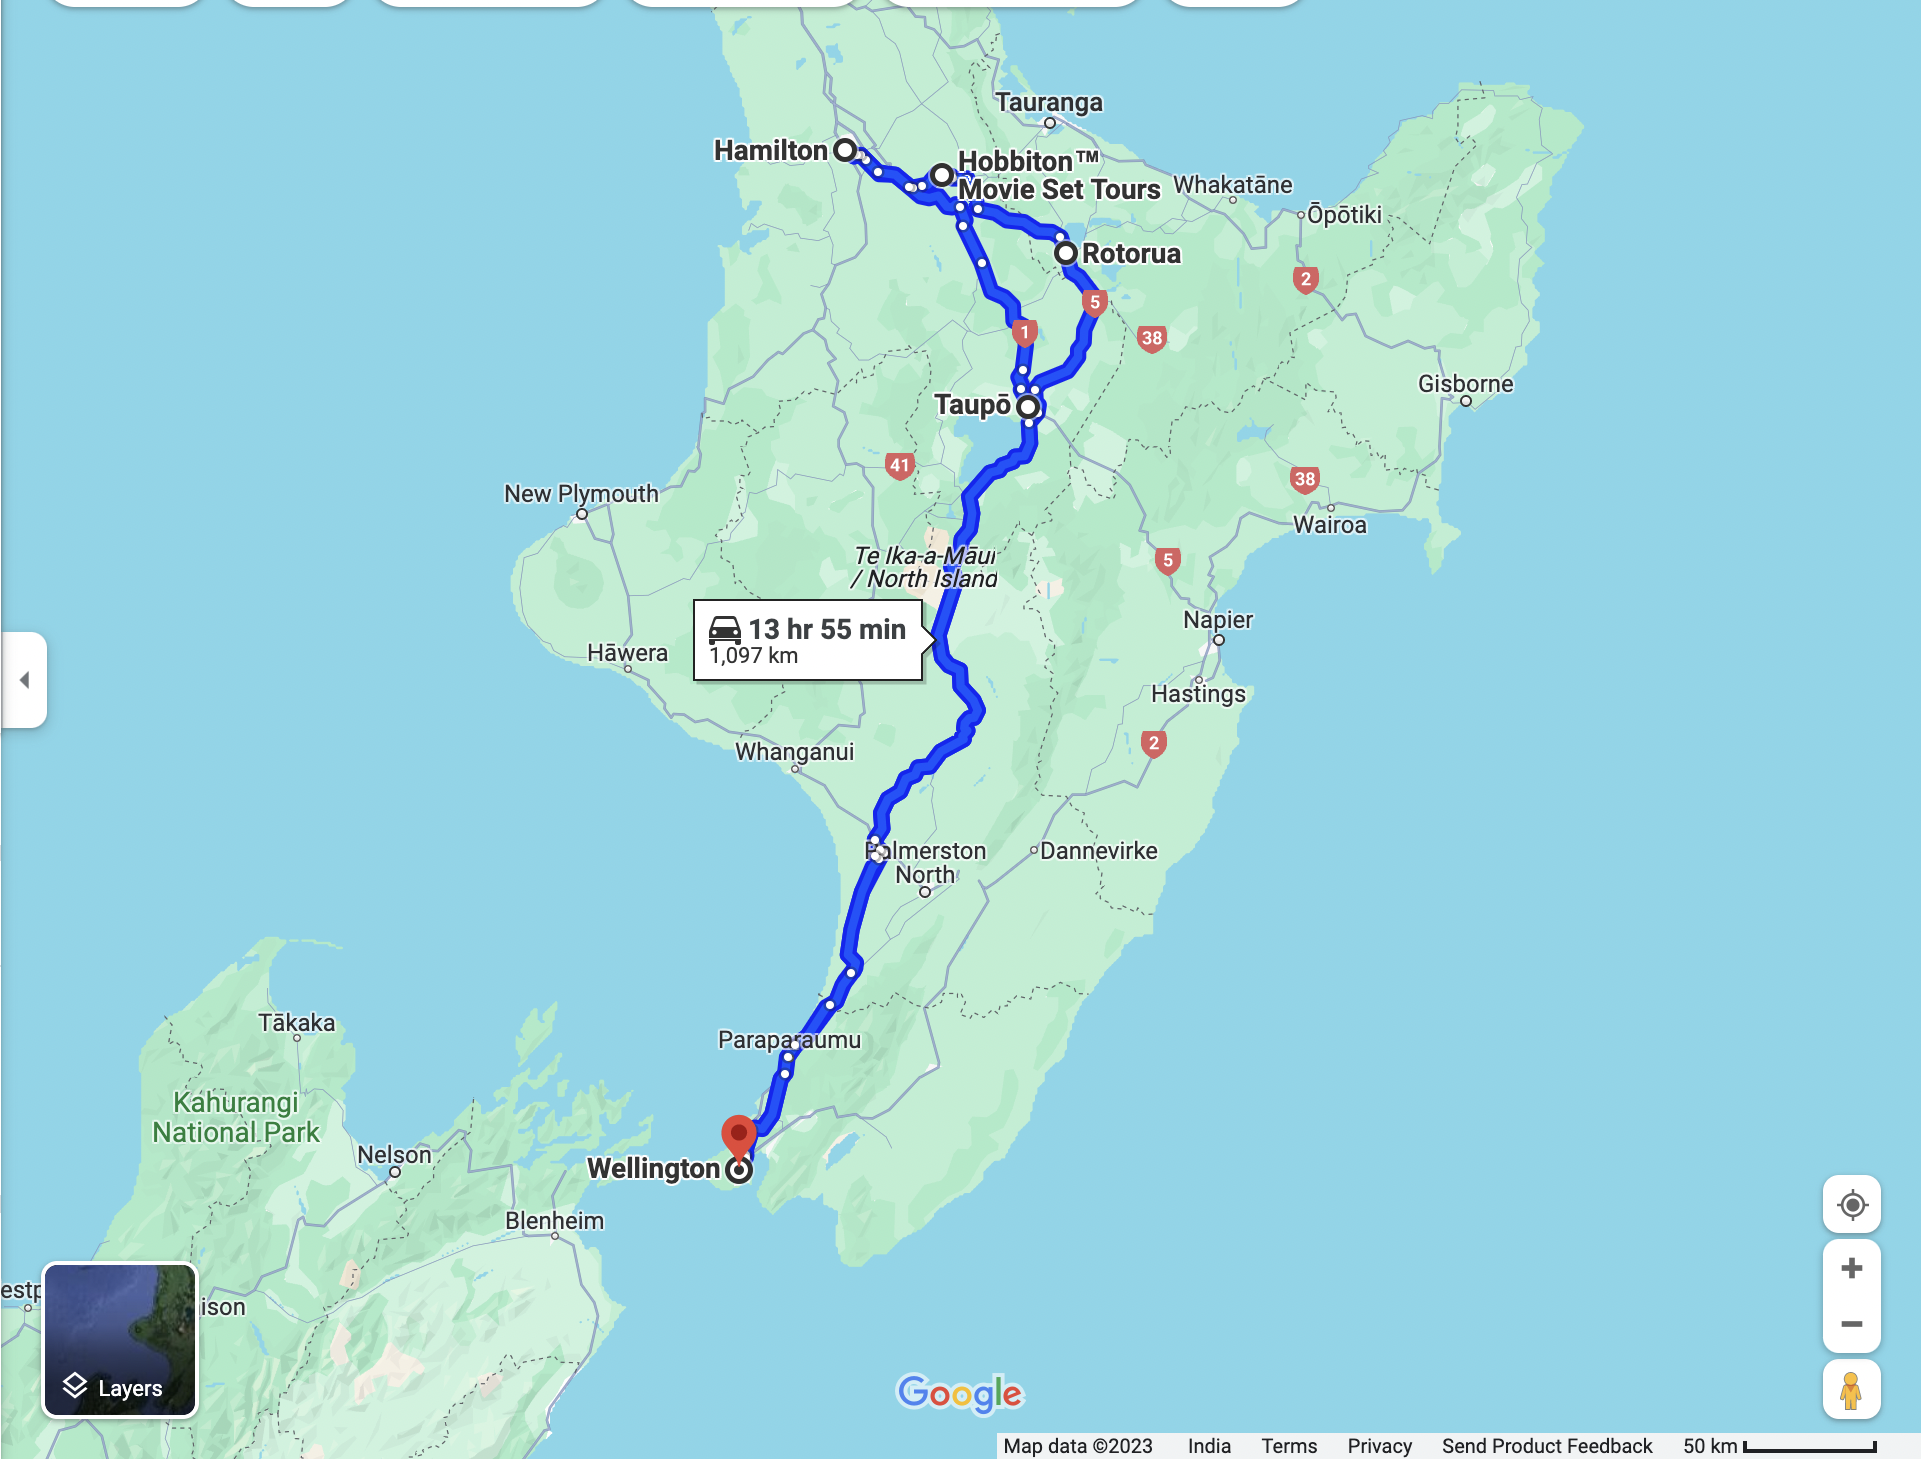 Tauranga
Hamilton
Hobbiton™
Movie Set Tours
Whakatāne
Ōpōtiki
Rotorua
2
5
1
38
Gisborne
Taupō
41
38
New Plymouth
Wairoa
Te Ika-a-Māui
/ North Island
5
13 hr 55 min
1,097 km
Napier
Hāwera
Hastings
2
Whanganui
Palmerston
North
Dannevirke
Tākaka
Paraparaumu
Kahurangi
National Park
Nelson
Wellington
Blenheim
estp
ison
Layers
Google
Map data ©2023 India Terms Privacy Send Product Feedback 50 km